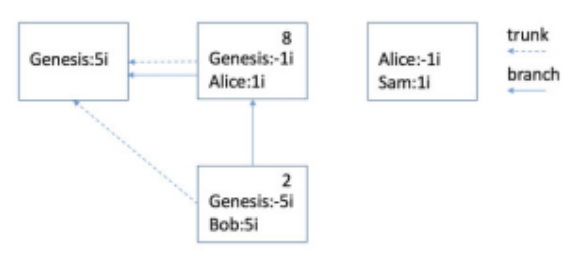 Genesis:5i
8
Genesis:-1i
Alice:1i
Alice:-1i
Sam:1i
trunk
branch
2
Genesis:-5i
Bob:5i